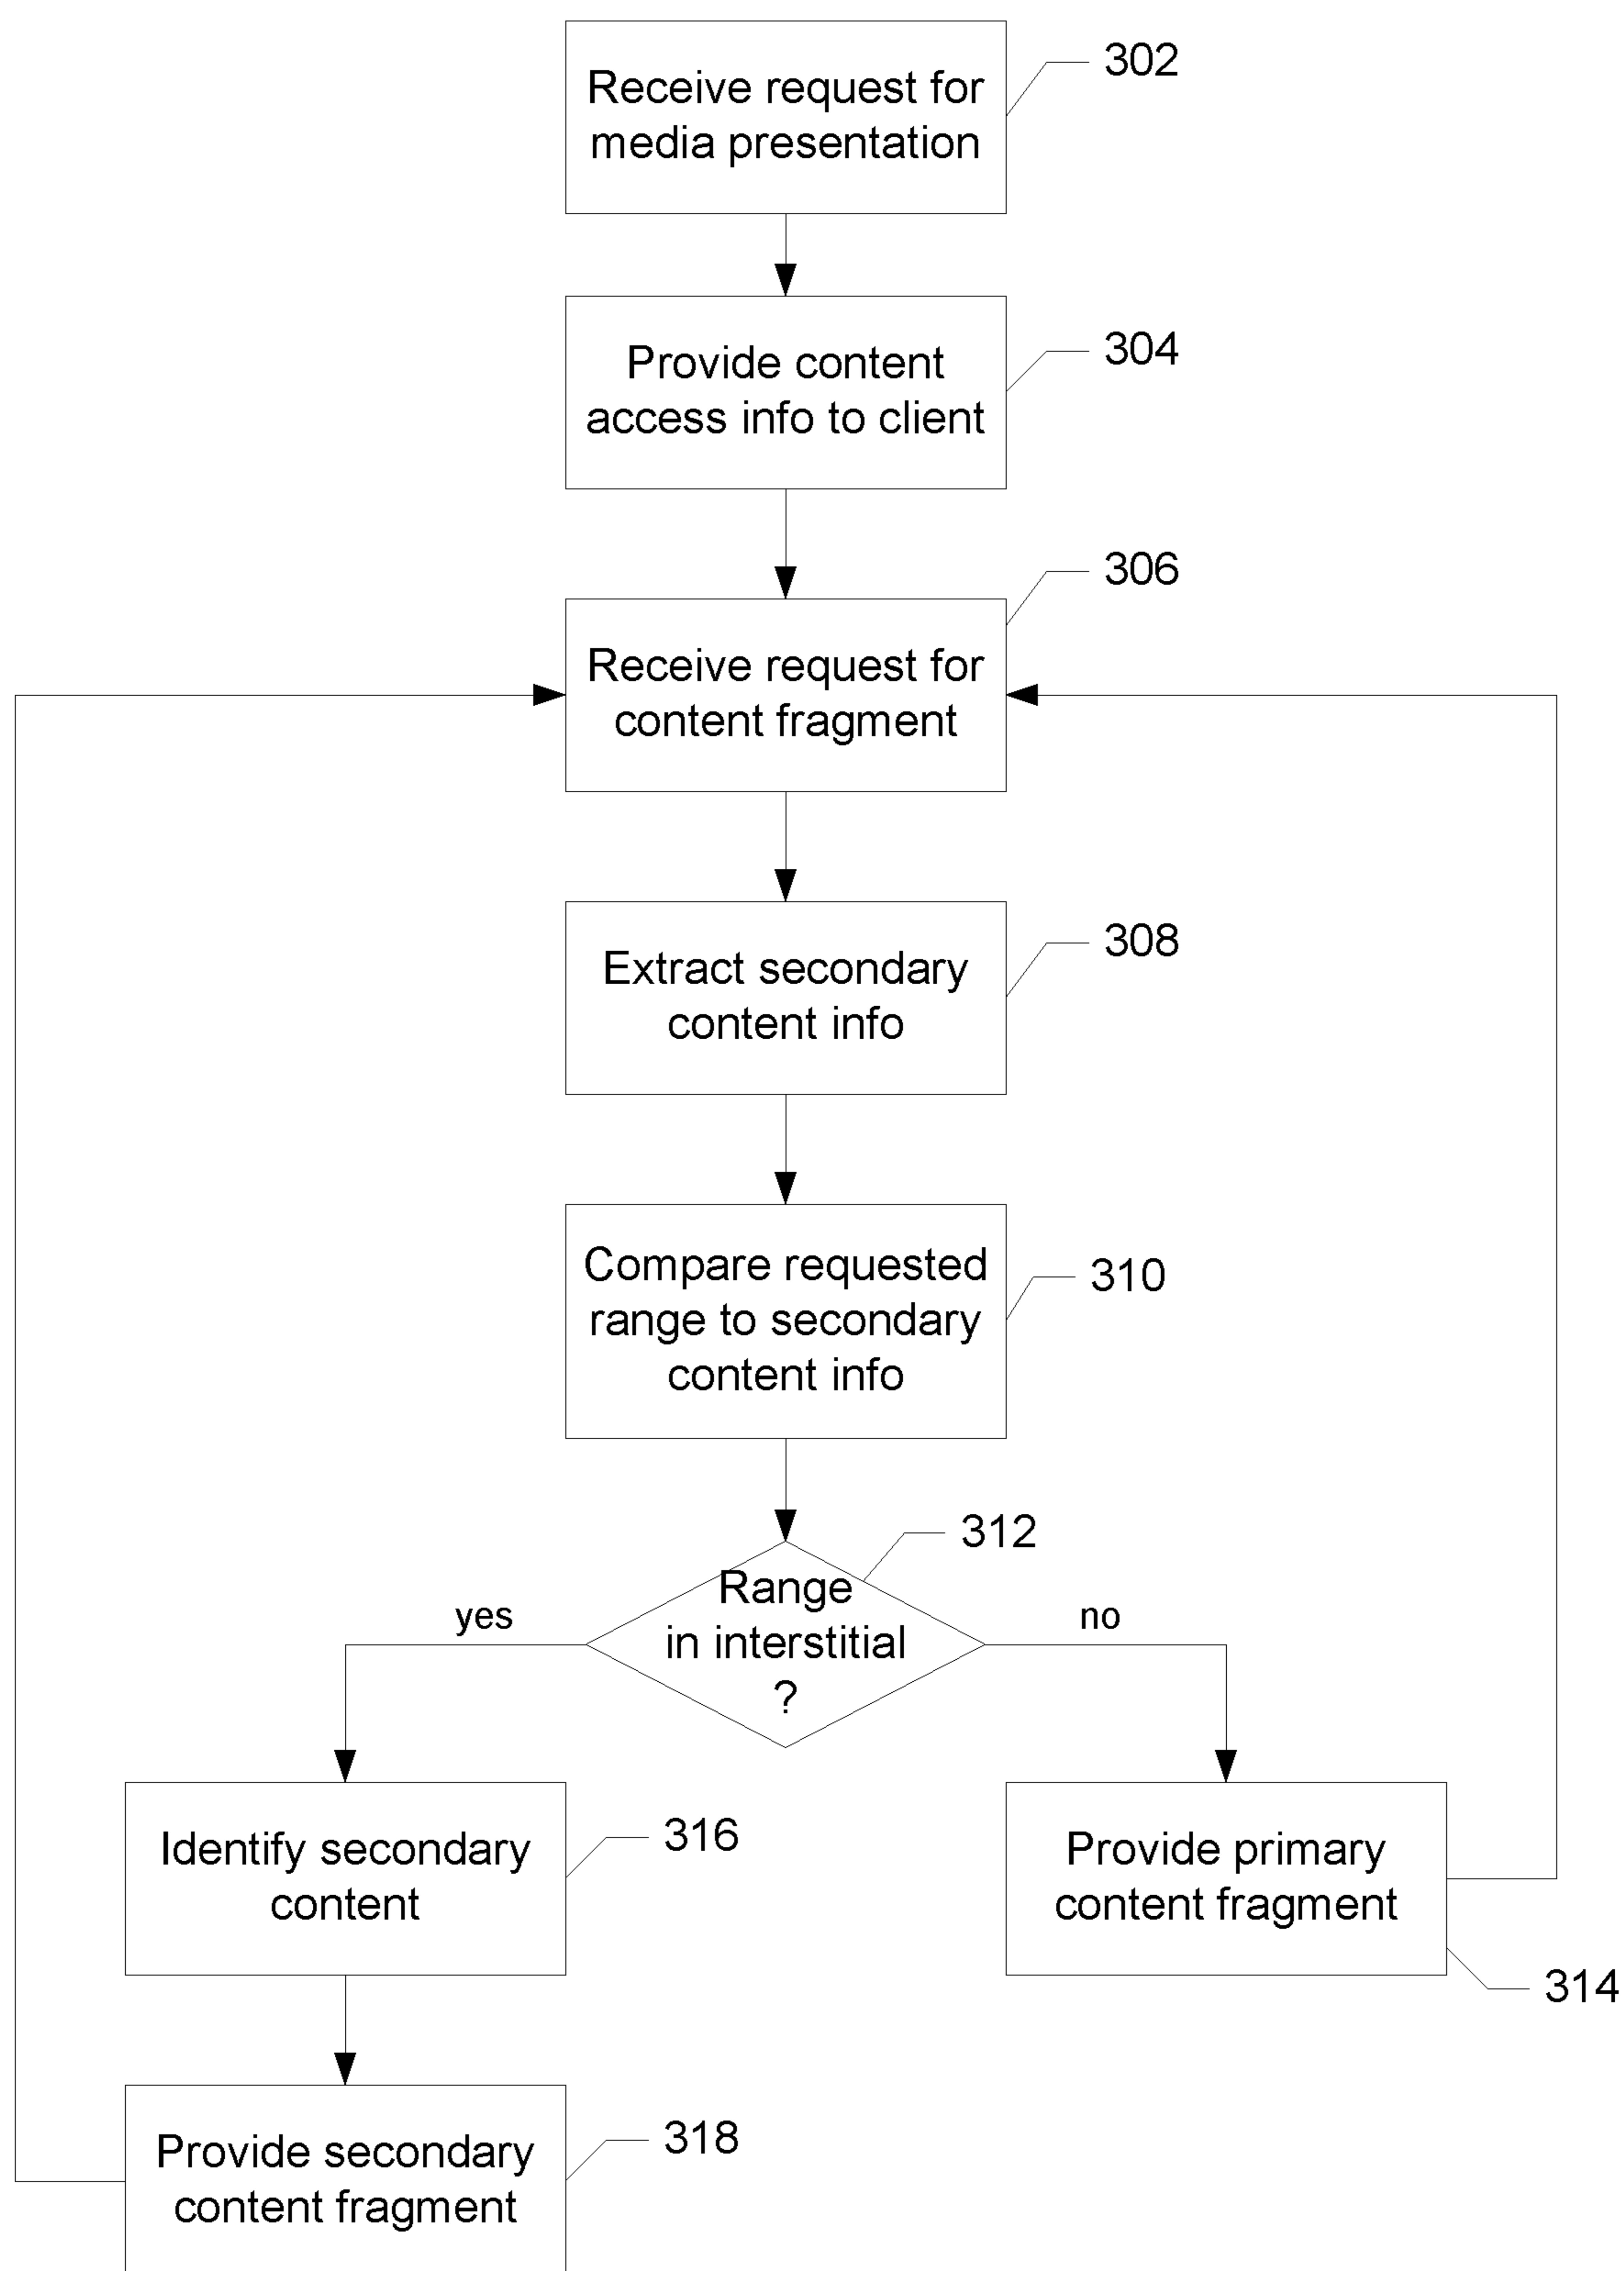 Receive request for
media presentation
302
Provide content
access info to client
304
306
Receive request for
content fragment
Extract secondary
content info
308
Compare requested
range to secondary
content info
310
312
Range
in interstitial
?
yes
no
Identify secondary
content
316
Provide primary
content fragment
314
Provide secondary
content fragment
318